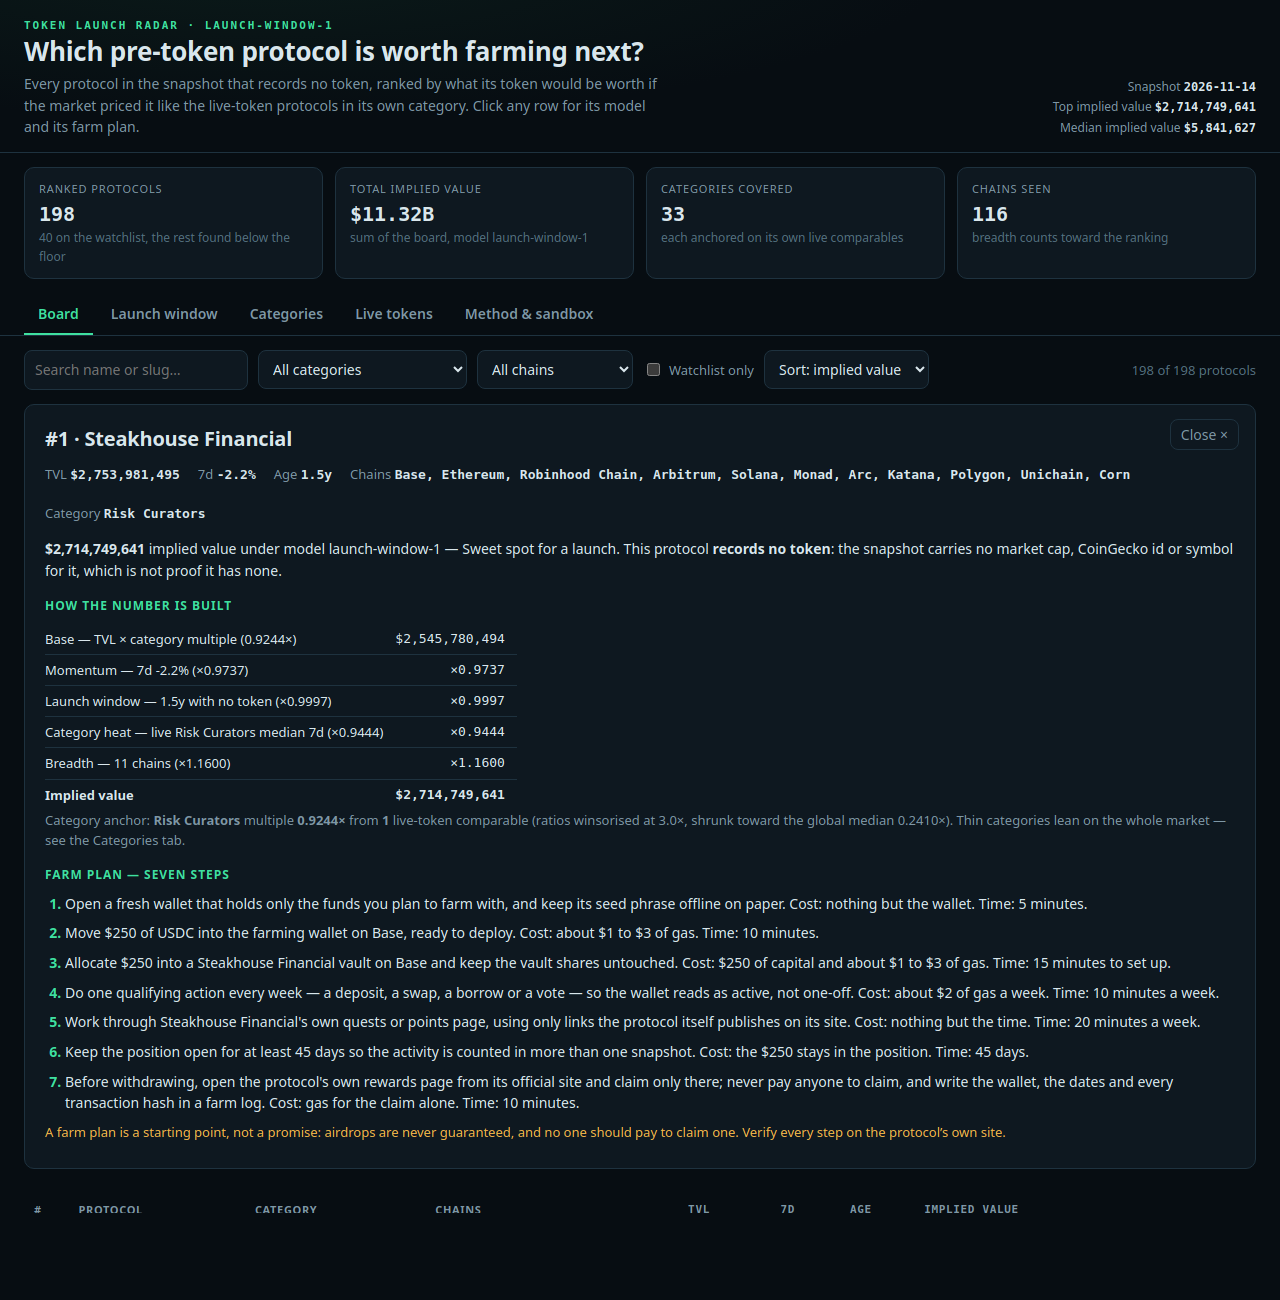 TOKEN LAUNCH RADAR · LAUNCH-WINDOW-1
Which pre-token protocol is worth farming next?
Every protocol in the snapshot that records no token, ranked by what its token would be worth if
the market priced it like the live-token protocols in its own category. Click any row for its model
and its farm plan.
Snapshot 2026-11-14
Top implied value $2,714,749,641
Median implied value $5,841,627
RANKED PROTOCOLS
198
40 on the watchlist, the rest found below the
floor
TOTAL IMPLIED VALUE
$11.32B
sum of the board, model launch-window-1
CATEGORIES COVERED
33
each anchored on its own live comparables
CHAINS SEEN
116
breadth counts toward the ranking
Board
Launch window
Categories
Live tokens
Method & sandbox
Search name or slug...
All categories
All chains
Watchlist only
Sort: implied value
198 of 198 protocols
#1 · Steakhouse Financial
Close ×
TVL $2,753,981,495 7d -2.2% Age 1.5y Chains Base, Ethereum, Robinhood Chain, Arbitrum, Solana, Monad, Arc, Katana, Polygon, Unichain, Corn
Category Risk Curators
$2,714,749,641 implied value under model launch-window-1 — Sweet spot for a launch. This protocol records no token: the snapshot carries no market cap, CoinGecko id or symbol
for it, which is not proof it has none.
HOW THE NUMBER IS BUILT
Base — TVL × category multiple (0.9244×) $2,545,780,494
Momentum — 7d -2.2% (×0.9737) ×0.9737
Launch window — 1.5y with no token (×0.9997) ×0.9997
Category heat — live Risk Curators median 7d (×0.9444) ×0.9444
Breadth — 11 chains (×1.1600) ×1.1600
Implied value $2,714,749,641
Category anchor: Risk Curators multiple 0.9244× from 1 live-token comparable (ratios winsorised at 3.0×, shrunk toward the global median 0.2410×). Thin categories lean on the whole market —
see the Categories tab.
FARM PLAN — SEVEN STEPS
1. Open a fresh wallet that holds only the funds you plan to farm with, and keep its seed phrase offline on paper. Cost: nothing but the wallet. Time: 5 minutes.
2. Move $250 of USDC into the farming wallet on Base, ready to deploy. Cost: about $1 to $3 of gas. Time: 10 minutes.
3. Allocate $250 into a Steakhouse Financial vault on Base and keep the vault shares untouched. Cost: $250 of capital and about $1 to $3 of gas. Time: 15 minutes to set up.
4. Do one qualifying action every week — a deposit, a swap, a borrow or a vote — so the wallet reads as active, not one-off. Cost: about $2 of gas a week. Time: 10 minutes a week.
5. Work through Steakhouse Financial's own quests or points page, using only links the protocol itself publishes on its site. Cost: nothing but the time. Time: 20 minutes a week.
6. Keep the position open for at least 45 days so the activity is counted in more than one snapshot. Cost: the $250 stays in the position. Time: 45 days.
7. Before withdrawing, open the protocol's own rewards page from its official site and claim only there; never pay anyone to claim, and write the wallet, the dates and every
transaction hash in a farm log. Cost: gas for the claim alone. Time: 10 minutes.
A farm plan is a starting point, not a promise: airdrops are never guaranteed, and no one should pay to claim one. Verify every step on the protocol’s own site.
# PROTOCOL CATEGORY CHAINS TVL 7D AGE IMPLIED VALUE